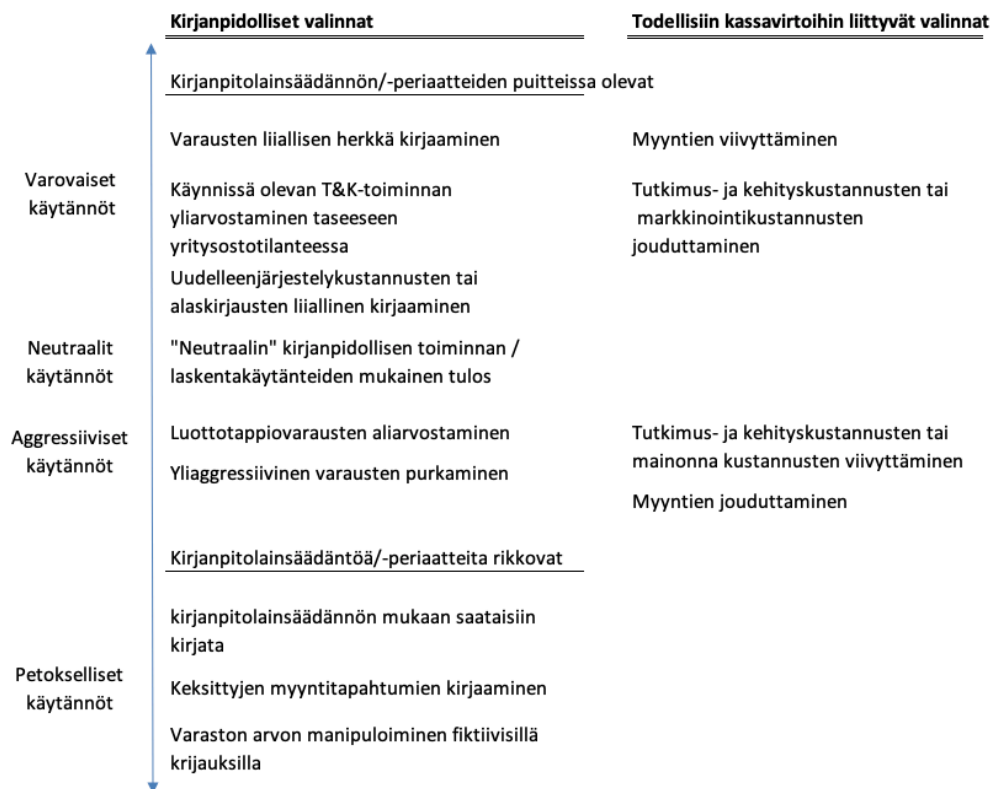 Kirjanpidolliset valinnat
Todellisiin kassavirtoihin liittyvät valinnat
Kirjanpitolainsäädännön/-periaatteiden puitteissa olevat
Varovaiset
käytännöt
Varausten liiallisen herkkä kirjaaminen
Myyntien viivyttäminen
Käynnissä olevan T&K-toiminnan
yliarvostaminen taseeseen
yritysostotilanteessa
Tutkimus- ja kehityskustannusten tai
markkinointikustannusten
jouduttaminen
Uudelleenjärjestelykustannusten tai
alaskirjausten liiallinen kirjaaminen
Neutraalit
käytännöt
"Neutraalin" kirjanpidollisen toiminnan /
laskentakäytänteiden mukainen tulos
Aggressiiviset
käytännöt
Luottotappiovarausten aliarvostaminen
Yliaggressiivinen varausten purkaminen
Tutkimus- ja kehityskustannusten tai
mainonna kustannusten viivyttäminen
Myyntien jouduttaminen
Kirjanpitolainsäädäntöä/-periaatteita rikkovat
Petokselliset
käytännöt
kirjanpitolainsäädännön mukaan saataisiin
kirjata
Keksittyjen myyntitapahtumien kirjaaminen
Varaston arvon manipuloiminen fiktiivisillä
krijauksilla